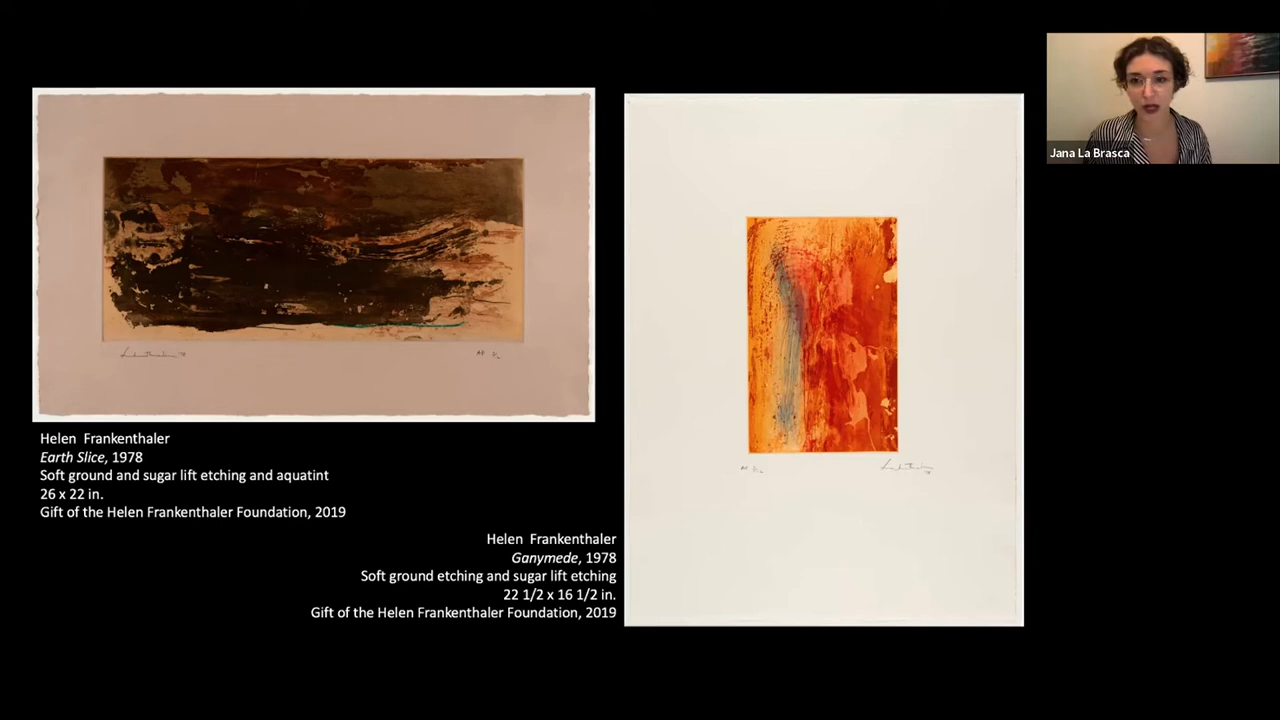 Jana La Brasca
Helen Frankenthaler
Earth Slice, 1978
Soft ground and sugar lift etching and aquatint
26 x 22 in.
Gift of the Helen Frankenthaler Foundation, 2019
Helen Frankenthaler
Ganymede, 1978
Soft ground etching and sugar lift etching
22 1/2 x 16 1/2 in.
Gift of the Helen Frankenthaler Foundation, 2019